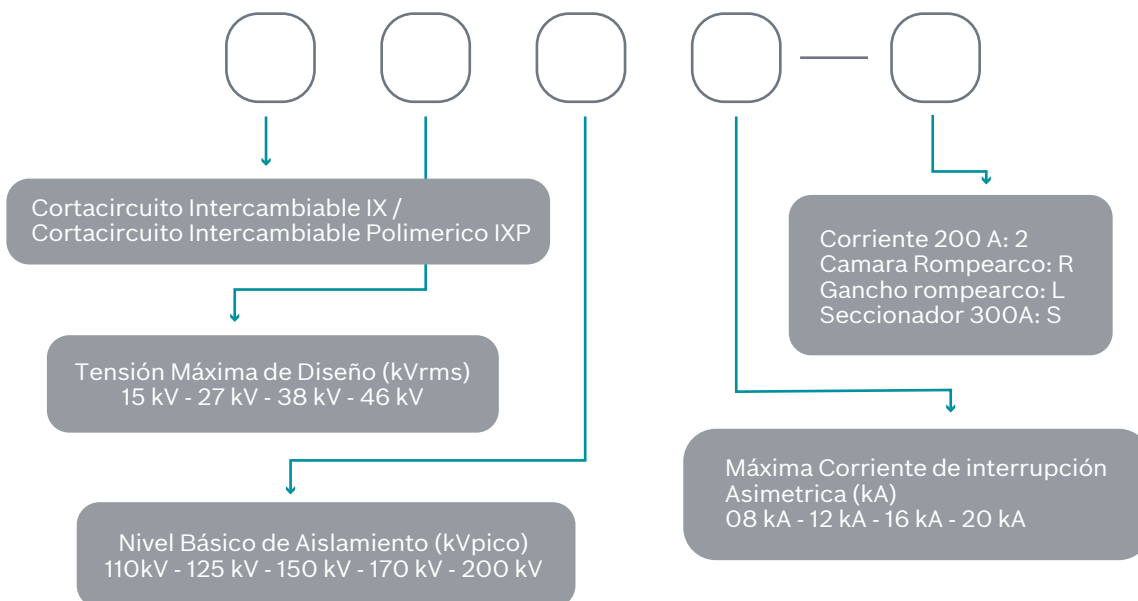 Cortacircuito Intercambiable IX /
Cortacircuito Intercambiable Polimerico IXP
Tensión Máxima de Diseño (kVrms)
15 kV - 27 kV - 38 kV - 46 kV
Nivel Básico de Aislamiento (kVpico)
110kV - 125 kV - 150 kV - 170 kV - 200 kV
Corriente 200 A: 2
Camara Rompearco: R
Gancho rompearco: L
Seccionador 300A: S
Máxima Corriente de interrupción
Asimetrica (kA)
08 kA - 12 kA - 16 kA - 20 kA